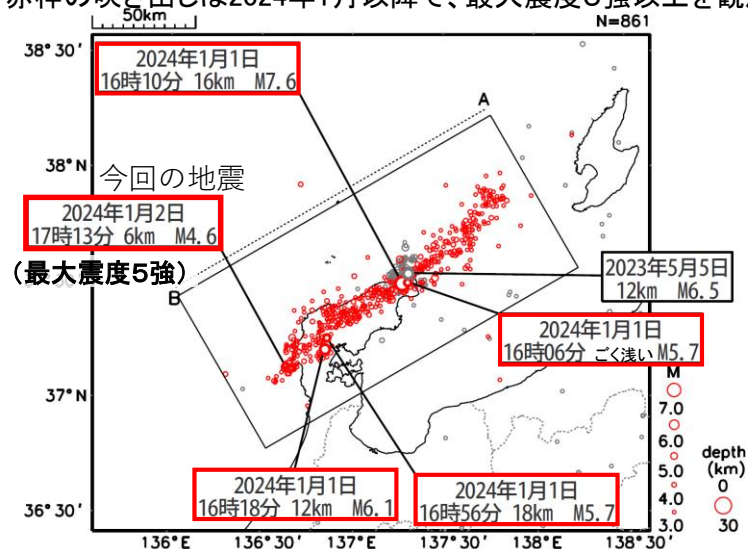 赤枠の吹き出しは2024年1月以降で、最大震度5強以上を観
50km
N=861
38°30′
2024年1月1日
16時10分 16km M7.6
A
38°N
今回の地震
2024年1月2日
17時13分 6km M4.6
(最大震度5強)
2023年5月5日
12km M6.5
B
2024年1月1日
16時06分 ごく浅い M5.7
37°N
M
7.0
6.0
5.0
4.0
3.0
depth
(km)
0
30
2024年1月1日
16時18分 12km M6.1
2024年1月1日
16時56分 18km M5.7
36°30′
136°E
136°30′
137°E
137°30′
138°E
138°30′